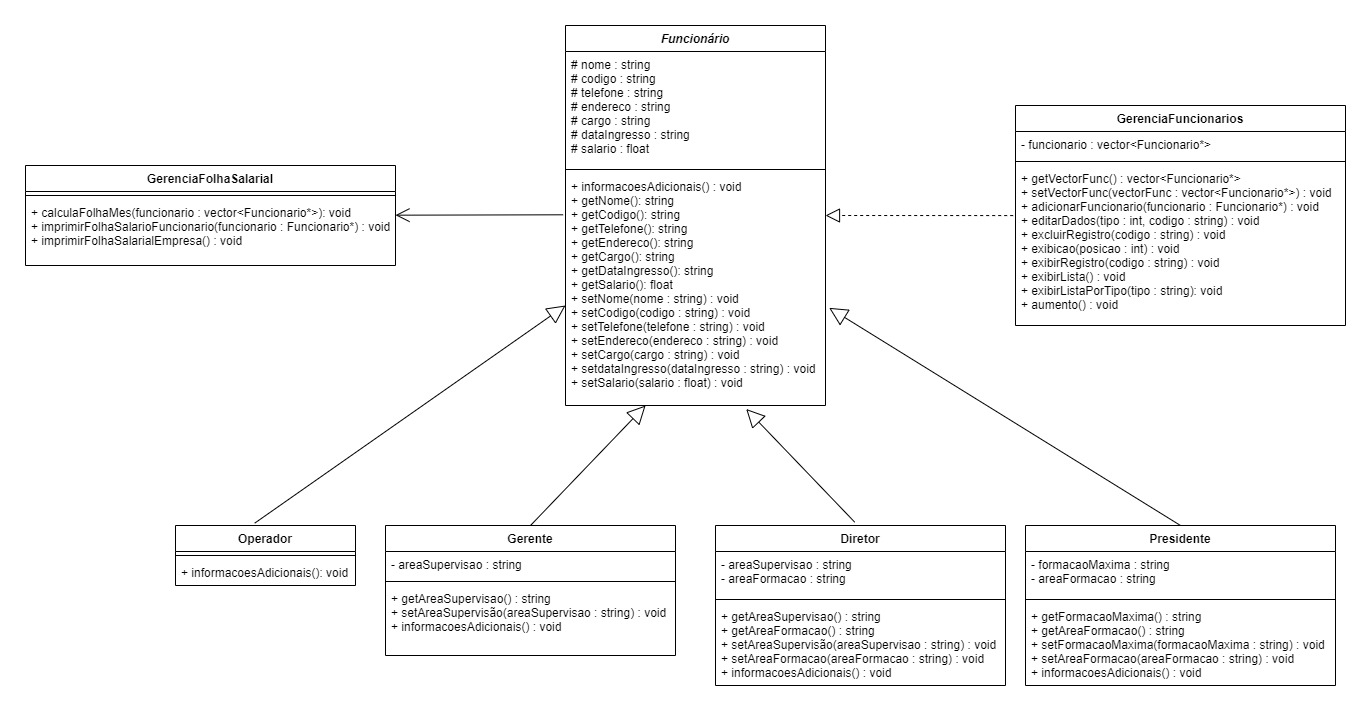 Funcionário
# nome : string
# codigo : string
# telefone : string
# endereco : string
# cargo : string
# dataIngresso : string
# salario : float
+ informacoesAdicionais() : void
+ getNome(): string
+ getCodigo(): string
+ getTelefone(): string
+ getEndereco(): string
+ getCargo(): string
+ getDataIngresso(): string
+ getSalario(): float
+ setNome(nome : string) : void
+ setCodigo(codigo : string) : void
+ setTelefone(telefone : string) : void
+ setEndereco(endereco : string) : void
+ setCargo(cargo : string) : void
+ setdataIngresso(dataIngresso : string) : void
+ setSalario(salario : float) : void
GerenciaFolhaSalarial
+ calculaFolhaMes(funcionario : vector<Funcionario*>): void
+ imprimirFolhaSalarioFuncionario(funcionario : Funcionario*) : void
+ imprimirFolhaSalarialEmpresa() : void
GerenciaFuncionarios
- funcionario : vector<Funcionario*>
+ getVectorFunc() : vector<Funcionario*>
+ setVectorFunc(vectorFunc : vector<Funcionario*>) : void
+ adicionarFuncionario(funcionario : Funcionario*) : void
+ editarDados(tipo : int, codigo : string) : void
+ excluirRegistro(codigo : string) : void
+ exibicao(posicao : int) : void
+ exibirRegistro(codigo : string) : void
+ exibirLista() : void
+ exibirListaPorTipo(tipo : string): void
+ aumento() : void
Operador
+ informacoesAdicionais(): void
Gerente
- areaSupervisao : string
+ getAreaSupervisao() : string
+ setAreaSupervisão(areaSupervisao : string) : void
+ informacoesAdicionais() : void
Diretor
- areaSupervisao : string
- areaFormacao : string
+ getAreaSupervisao() : string
+ getAreaFormacao() : string
+ setAreaSupervisão(areaSupervisao : string) : void
+ setAreaFormacao(areaFormacao : string) : void
+ informacoesAdicionais() : void
Presidente
- formacaoMaxima : string
- areaFormacao : string
+ getFormacaoMaxima() : string
+ getAreaFormacao() : string
+ setFormacaoMaxima(formacaoMaxima : string) : void
+ setAreaFormacao(areaFormacao : string) : void
+ informacoesAdicionais() : void